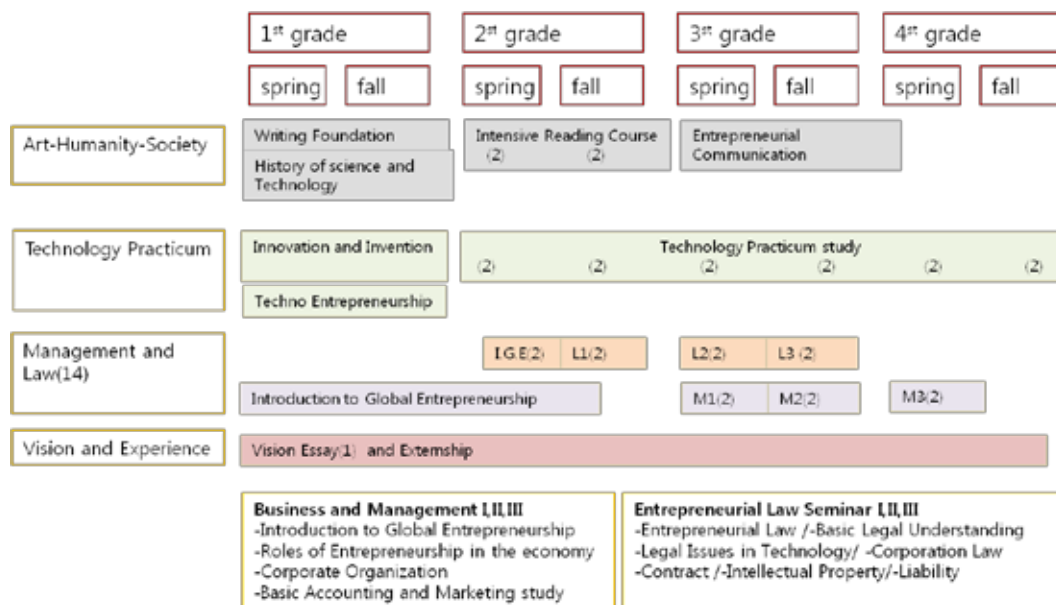 1st grade
2st grade
3st grade
4st grade
spring
fall
spring
fall
spring
fall
spring
fall
Art-Humanity-Society
Writing Foundation
History of science and
Technology
Intensive Reading Course
(2) (2)
Entrepreneurial
Communication
Technology Practicum
Innovation and Invention
Techno Entrepreneurship
Technology Practicum study
(2) (2) (2) (2) (2) (2)
Management and
Law(14)
I.G.E(2)
L1(2)
L2(2)
L3 (2)
Introduction to Global Entrepreneurship
M1(2)
M2(2)
M3(2)
Vision and Experience
Vision Essay(1) and Externship
Business and Management I,II,III
-Introduction to Global Entrepreneurship
-Roles of Entrepreneurship in the economy
-Corporate Organization
-Basic Accounting and Marketing study
Entrepreneurial Law Seminar I,II,III
-Entrepreneurial Law /-Basic Legal Understanding
-Legal Issues in Technology/ -Corporation Law
-Contract /-Intellectual Property/-Liability